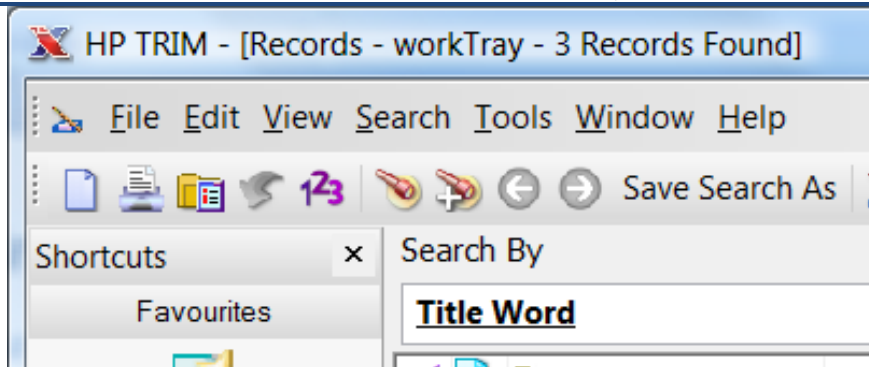 HP TRIM - [Records - workTray - 3 Records Found]
File Edit View Search Tools Window Help
123 Save Search As
Shortcuts × Search By
Favourites Title Word